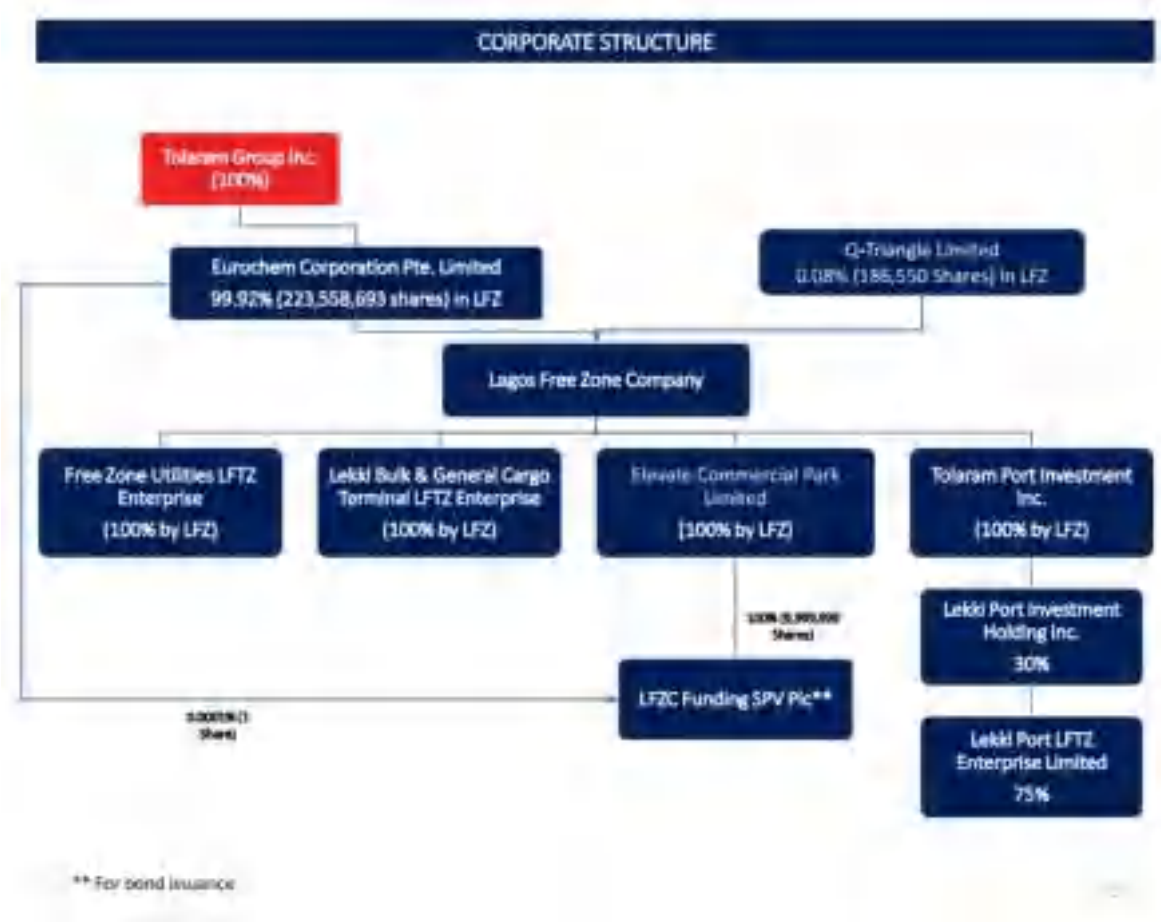 CORPORATE STRUCTURE
Tolaram Group Inc.
(100%)
Eurochem Corporation Pte. Limited
99.92% (223,558,693 shares) in LFZ
Q-Triangle Limited
0.08% (186,550 Shares) in LFZ
Lagos Free Zone Company
Free Zone Utilities LFTZ
Enterprise
(100% by LFZ)
Lekki Bulk & General Cargo
Terminal LFTZ Enterprise
(100% by LFZ)
Elevate Commercial Park
Limited
(100% by LFZ)
Tolaram Port Investment
Inc.
(100% by LFZ)
Shares)
Lekki Port Investment
Holding Inc.
30%
LFZC Funding SPV Plc**
Share)
Lekki Port LFTZ
Enterprise Limited
75%
** For bond issuance